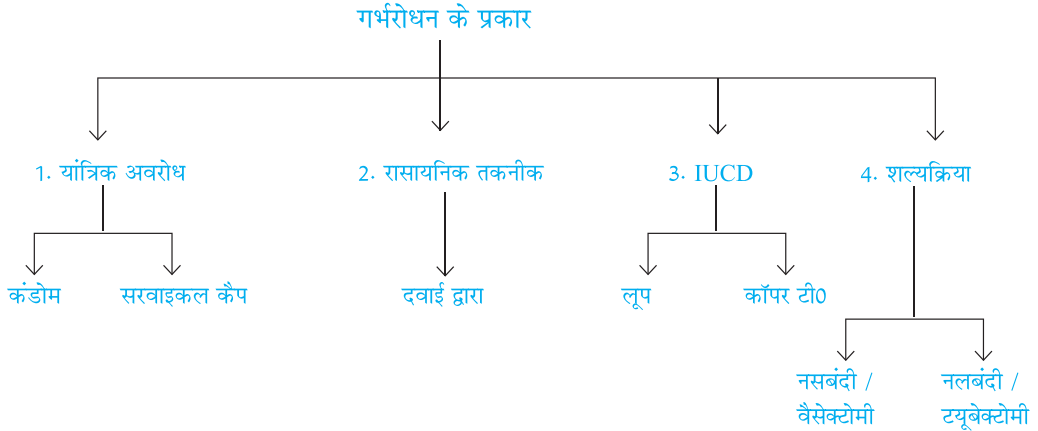 गर्भरोधन के प्रकार
1. यांत्रिक अवरोध
2. रासायनिक तकनीक
3. IUCD
4. शल्यक्रिया
कंडोम
सरवाइकल कैप
दवाई द्वारा
लूप
कॉपर टी0
नसबंदी /
वैसेक्टोमी
नलबंदी /
टयूबेक्टोमी